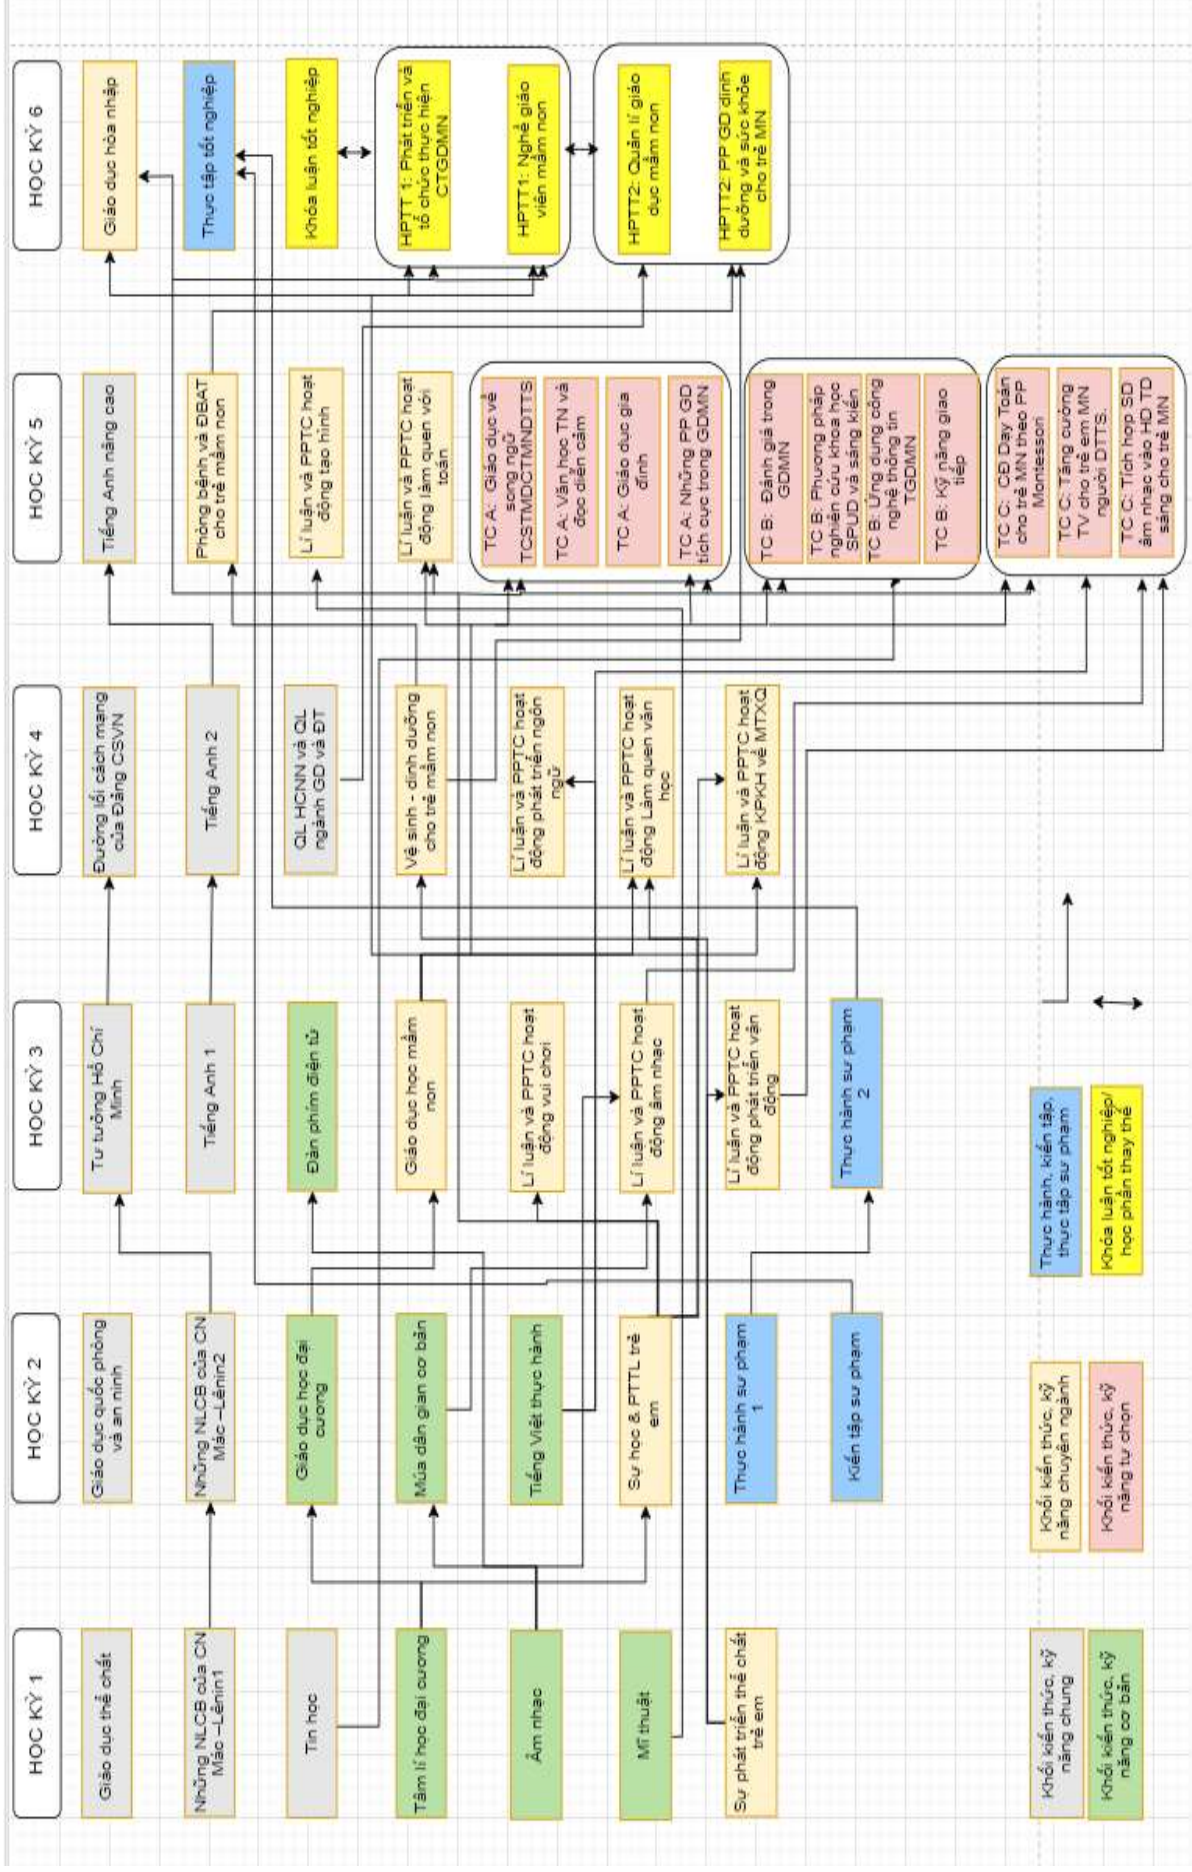 HỌC KỲ 1
Giáo dục thể chất
Những NLCB của CN
Mác –Lênin1
Tin học
Tâm lí học đại cương
Âm nhạc
Mĩ thuật
Sự phát triển thể chất
trẻ em
HỌC KỲ 2
Giáo dục quốc phòng
và an ninh
Những NLCB của CN
Mác –Lênin2
Giáo dục học đại
cương
Múa dân gian cơ bản
Tiếng Việt thực hành
Sự học & PTTL trẻ
em
Thực hành sư phạm
1
Kiến tập sư phạm
HỌC KỲ 3
Tư tưởng Hồ Chí
Minh
Tiếng Anh 1
Đàn phím điện tử
Giáo dục học mầm
non
Lí luận và PPTC hoạt
động vui chơi
Lí luận và PPTC hoạt
động âm nhạc
Lí luận và PPTC hoạt
động phát triển vận
động
Thực hành sư phạm
2
HỌC KỲ 4
Đường lối cách mạng
của Đảng CSVN
Tiếng Anh 2
QL HCNN và QL
ngành GD và ĐT
Vệ sinh - dinh dưỡng
cho trẻ mầm non
Lí luận và PPTC hoạt
động phát triển ngôn
ngữ
Lí luận và PPTC hoạt
động Làm quen văn
học
Lí luận và PPTC hoạt
động KPKH về MTXQ
HỌC KỲ 5
Tiếng Anh nâng cao
Phòng bệnh và ĐBAT
cho trẻ mầm non
Lí luận và PPTC hoạt
động tạo hình
Lí luận và PPTC hoạt
động làm quen với
toán
TC A: Giáo dục về
song ngữ
TCSTMDCTMNDTTS
TC A: Văn học TN và
đọc diễn cảm
TC A: Giáo dục gia
đình
TC A: Những PP GD
tích cực trong GDMN
TC B: Đánh giá trong
GDMN
TC B: Phương pháp
nghiên cứu khoa học
SPUD và sáng kiến
TC B: Ứng dụng công
nghệ thông tin
TGDMN
TC B: Kỹ năng giao
tiếp
TC C: CĐ Dạy Toán
cho trẻ MN theo PP
Montessori
TC C: Tăng cường
TV cho trẻ em MN
người DTTS.
TC C: Tích hợp SD
âm nhạc vào HD TD
sáng cho trẻ MN
HỌC KỲ 6
Giáo dục hòa nhập
Thực tập tốt nghiệp
Khóa luận tốt nghiệp
HPTT 1: Phát triển và
tổ chức thực hiện
CTGDMN
HPTT1: Nghề giáo
viên mầm non
HPTT2: Quản lí giáo
dục mầm non
HPTT2: PP GD dinh
dưỡng và sức khỏe
cho trẻ MN
Khối kiến thức, kỹ
năng chung
Khối kiến thức, kỹ
năng cơ bản
Khối kiến thức, kỹ
năng chuyên ngành
Khối kiến thức, kỹ
năng tự chọn
Thực hành, kiến tập,
thực tập sư phạm
Khóa luận tốt nghiệp/
học phần thay thế